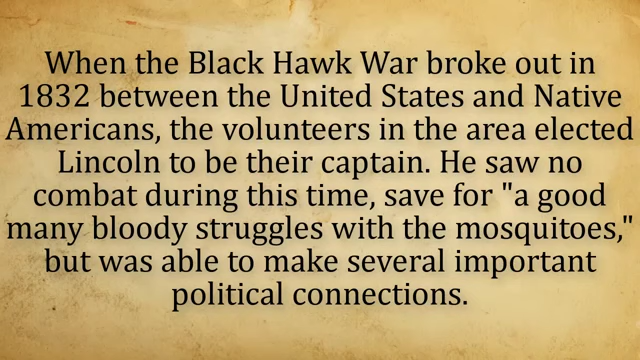 When the Black Hawk War broke out in
1832 between the United States and Native
Americans, the volunteers in the area elected
Lincoln to be their captain. He saw no
combat during this time, save for "a good
many bloody struggles with the mosquitoes,"
but was able to make several important
political connections.